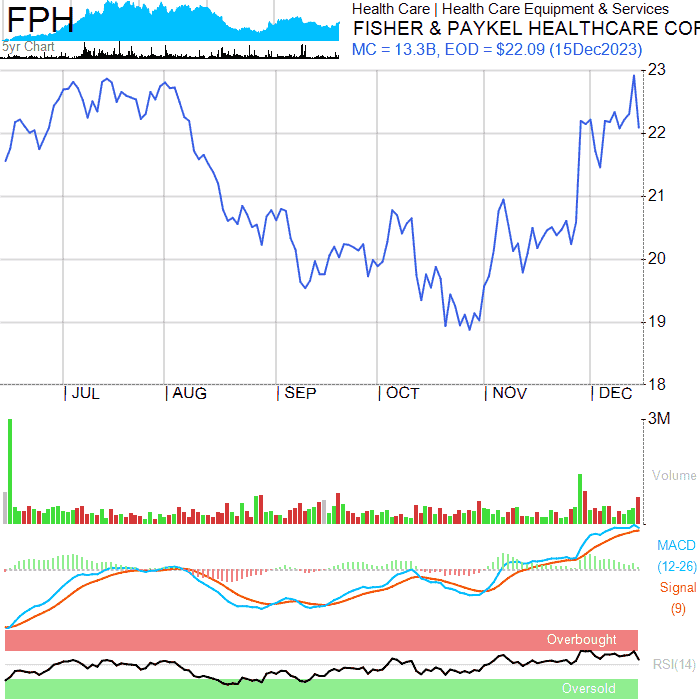 FPH
5yr Chart
Health Care | Health Care Equipment & Services
FISHER & PAYKEL HEALTHCARE COR
MC = 13.3B, EOD = $22.09 (15Dec2023)
23
22
21
20
19
18
JUL AUG SEP OCT NOV DEC
3M
Volume
MACD
(12-26)
Signal
(9)
Overbought
RSI(14)
Oversold